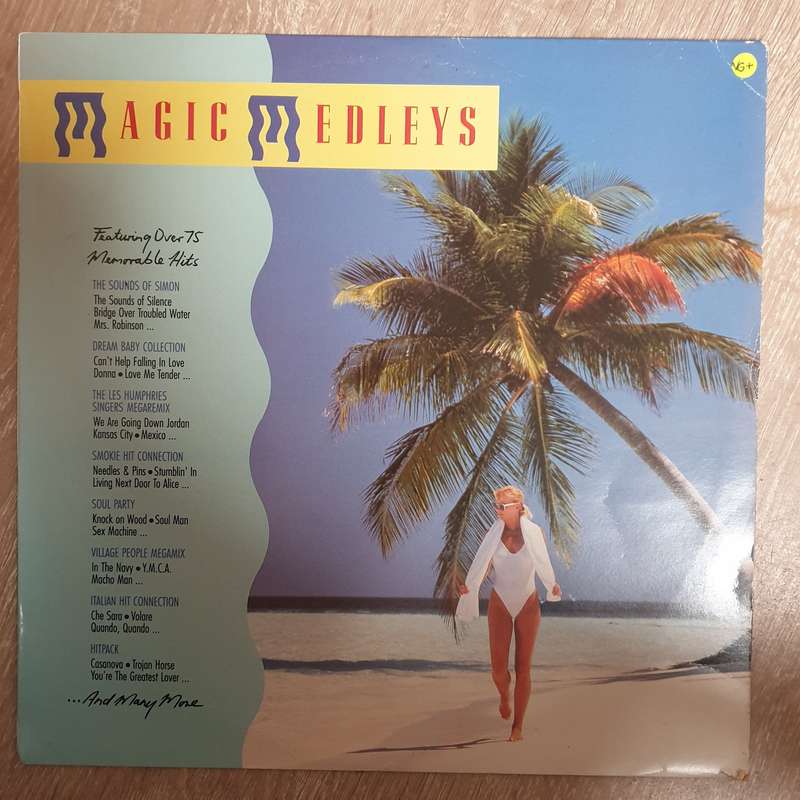 MAGIC MEDLEYS
VG+
Featuring Over 75
Memorable Hits
THE SOUNDS OF SIMON
The Sounds of Silence
Bridge Over Troubled Water
Mrs. Robinson ...
DREAM BABY COLLECTION
Can't Help Falling In Love
Donna • Love Me Tender ...
THE LES HUMPHRIES
SINGERS MEGAREMIX
We Are Going Down Jordan
Kansas City • Mexico ...
SMOKIE HIT CONNECTION
Needles & Pins • Stumblin' In
Living Next Door To Alice ...
SOUL PARTY
Knock on Wood • Soul Man
Sex Machine ...
VILLAGE PEOPLE MEGAMIX
In The Navy • Y.M.C.A.
Macho Man ...
ITALIAN HIT CONNECTION
Che Sara • Volare
Quando, Quando ...
HITPACK
Casanova • Trojan Horse
You're The Greatest Lover ...
...And Many More